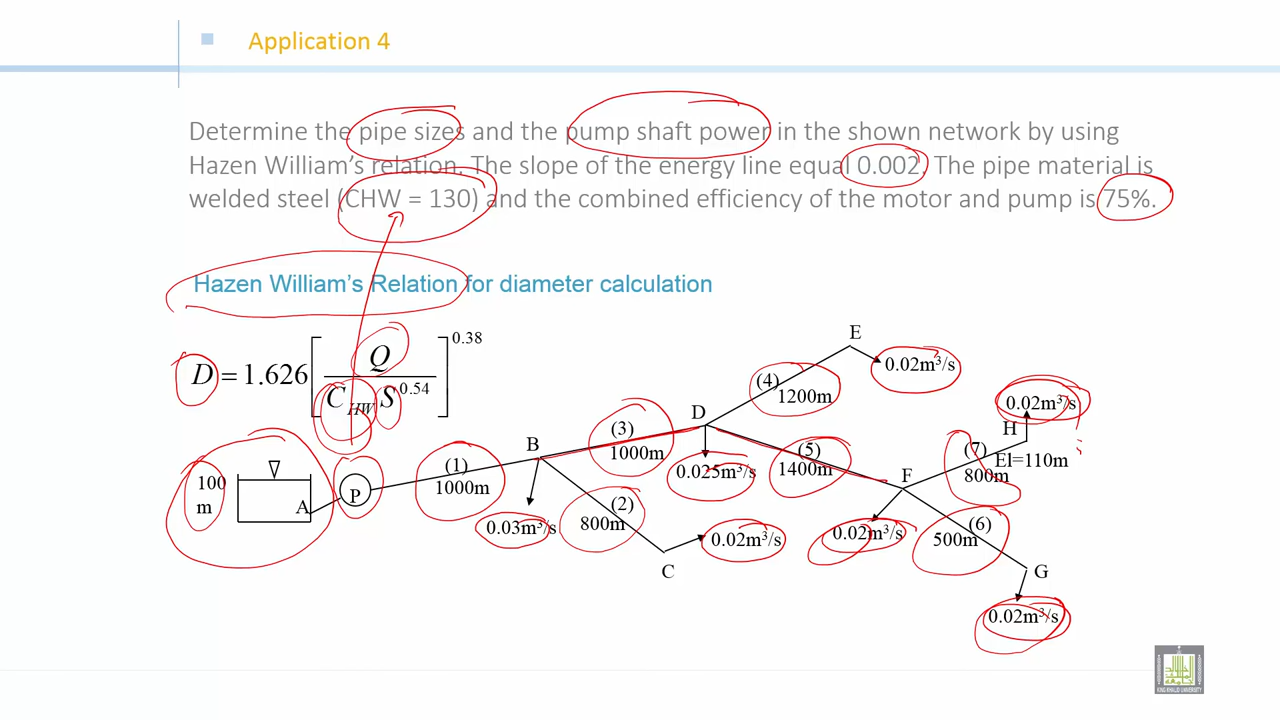 Application 4
Determine the pipe sizes and the pump shaft power in the shown network by using
Hazen William's relation. The slope of the energy line equal 0.002. The pipe material is
welded steel (CHW = 130) and the combined efficiency of the motor and pump is 75%.
Hazen William's Relation for diameter calculation
D = 1.626 [ Q / C_HW S^0.54 ]^0.38
E
0.02m³/s
(4)
1200m
D
0.02m³/s
H
(3)
1000m
B
0.025m³/s
(5)
1400m
(7)
800m
El=110m
F
(1)
1000m
100
m
A
P
(2)
800m
0.03m³/s
0.02m³/s
C
0.02m³/s
(6)
500m
G
0.02m³/s
KING KHALID UNIVERSITY